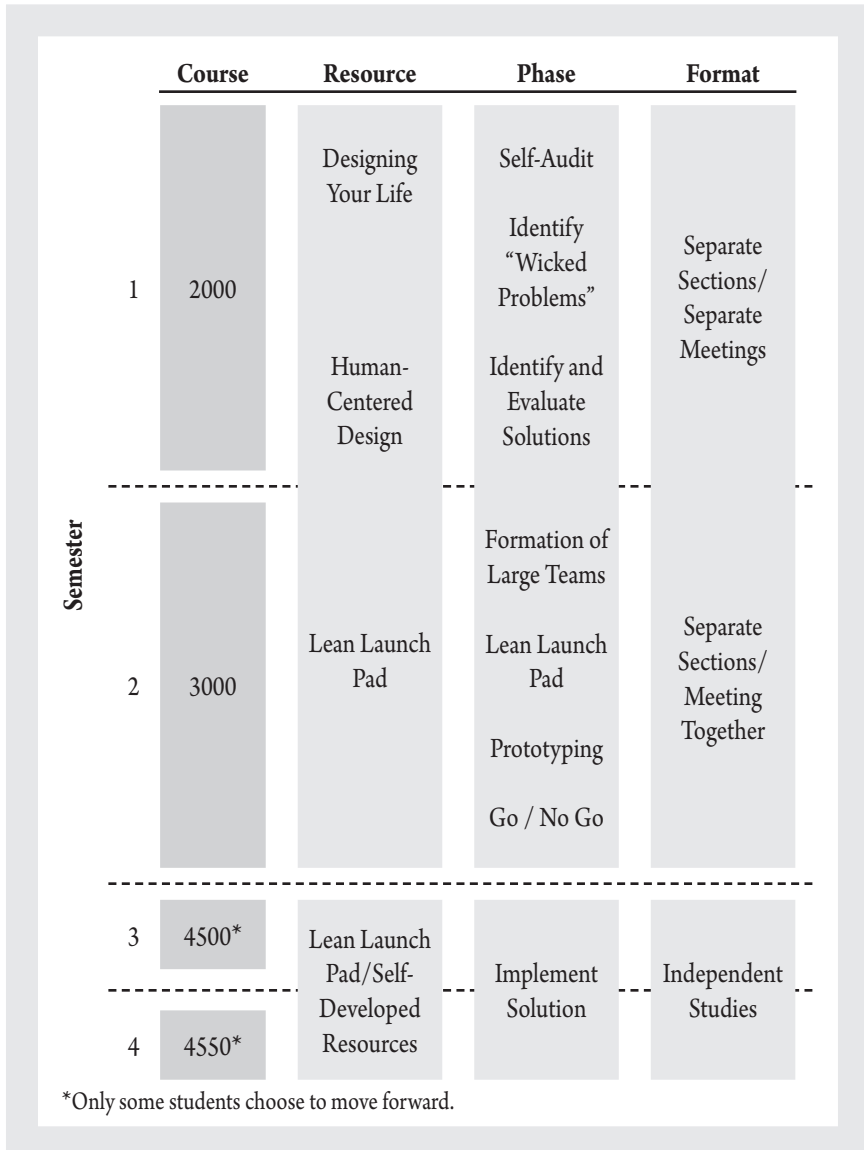 Course Resource Phase Format
Semester
1
2000
Designing
Your Life
Human-
Centered
Design
Self-Audit
Identify
“Wicked
Problems”
Identify and
Evaluate
Solutions
Separate
Sections/
Separate
Meetings
2
3000
Lean Launch
Pad
Formation of
Large Teams
Lean Launch
Pad
Prototyping
Go / No Go
Separate
Sections/
Meeting
Together
3
4500*
4
4550*
Lean Launch
Pad/Self-
Developed
Resources
Implement
Solution
Independent
Studies
*Only some students choose to move forward.